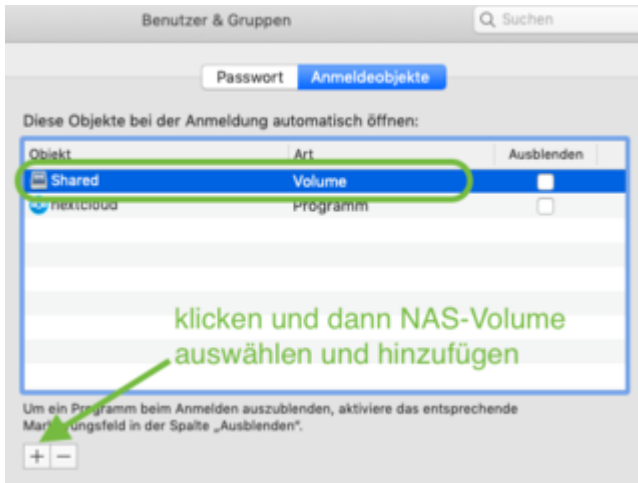 Benutzer & Gruppen
Suchen
Passwort
Anmeldeobjekte
Diese Objekte bei der Anmeldung automatisch öffnen:
Objekt Art Ausblenden
Shared Volume
nextcloud Programm
klicken und dann NAS-Volume
auswählen und hinzufügen
Um ein Programm beim Anmelden auszublenden, aktiviere das entsprechende
Markierungsfeld in der Spalte „Ausblenden“.
+ −